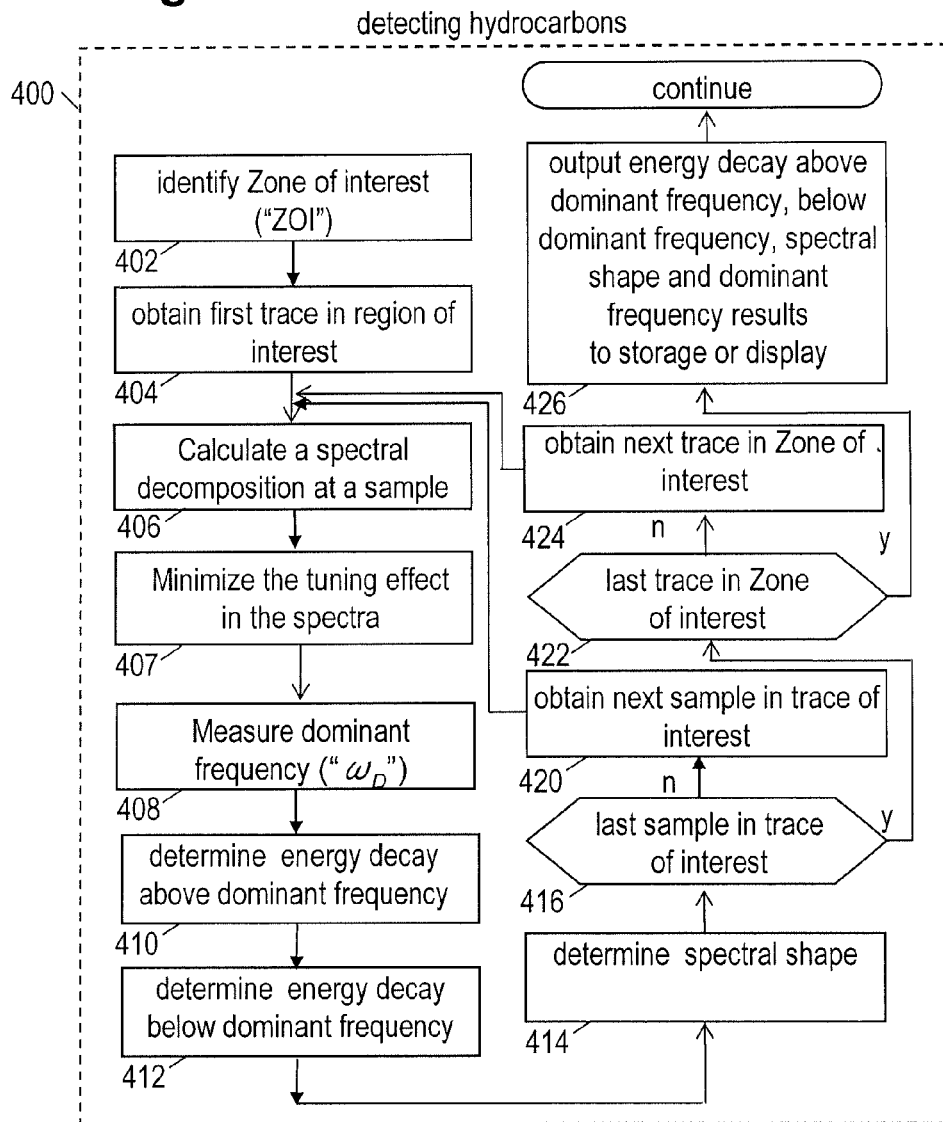 detecting hydrocarbons
400
identify Zone of interest
("ZOI")
402
obtain first trace in region of
interest
404
Calculate a spectral
decomposition at a sample
406
Minimize the tuning effect
in the spectra
407
Measure dominant
frequency (" ω_D")
408
determine energy decay
above dominant frequency
410
determine energy decay
below dominant frequency
412
determine spectral shape
414
last sample in trace
of interest
416
n
y
obtain next sample in trace of
interest
420
last trace in Zone
of interest
422
n
y
obtain next trace in Zone of
interest
424
output energy decay above
dominant frequency, below
dominant frequency, spectral
shape and dominant
frequency results
to storage or display
426
continue